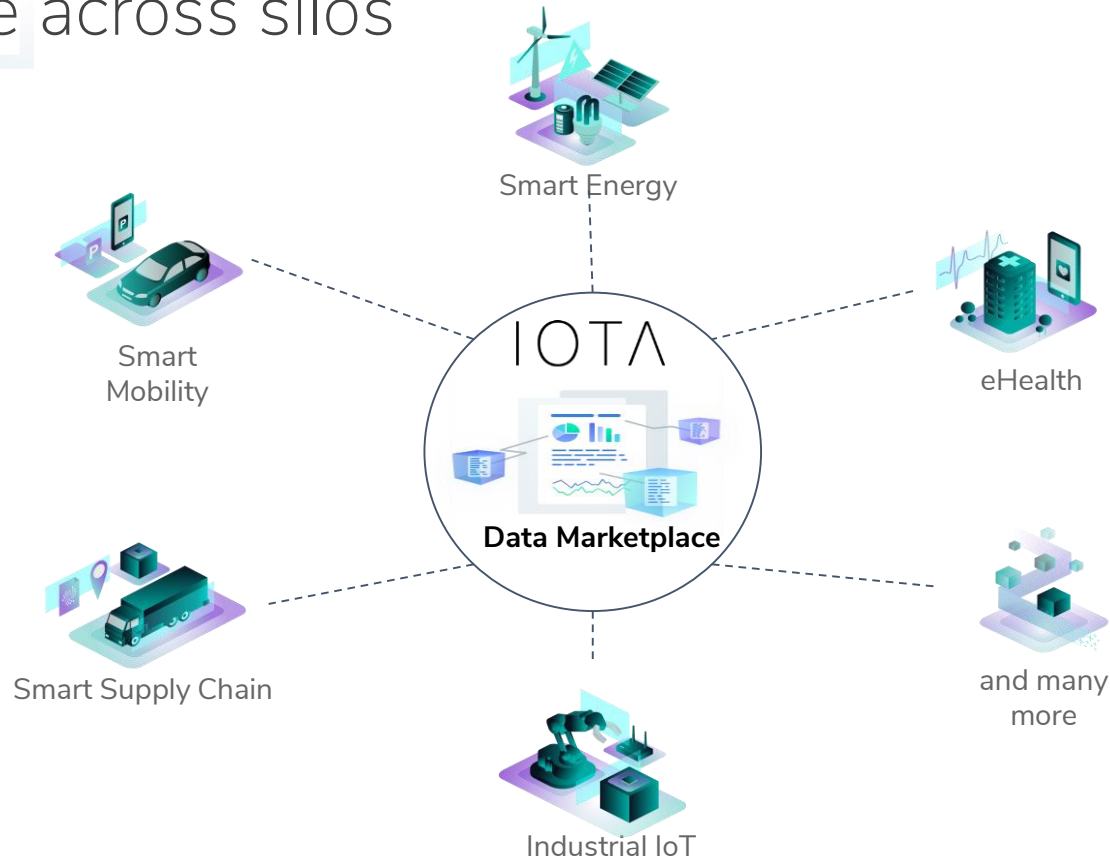 e across silos
Smart Energy
Smart
Mobility
eHealth
IOTA
Data Marketplace
Smart Supply Chain
and many
more
Industrial IoT